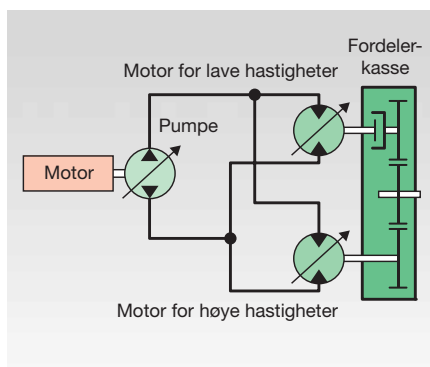 Fordeler-
kasse
Motor for lave hastigheter
Pumpe
Motor
Motor for høye hastigheter